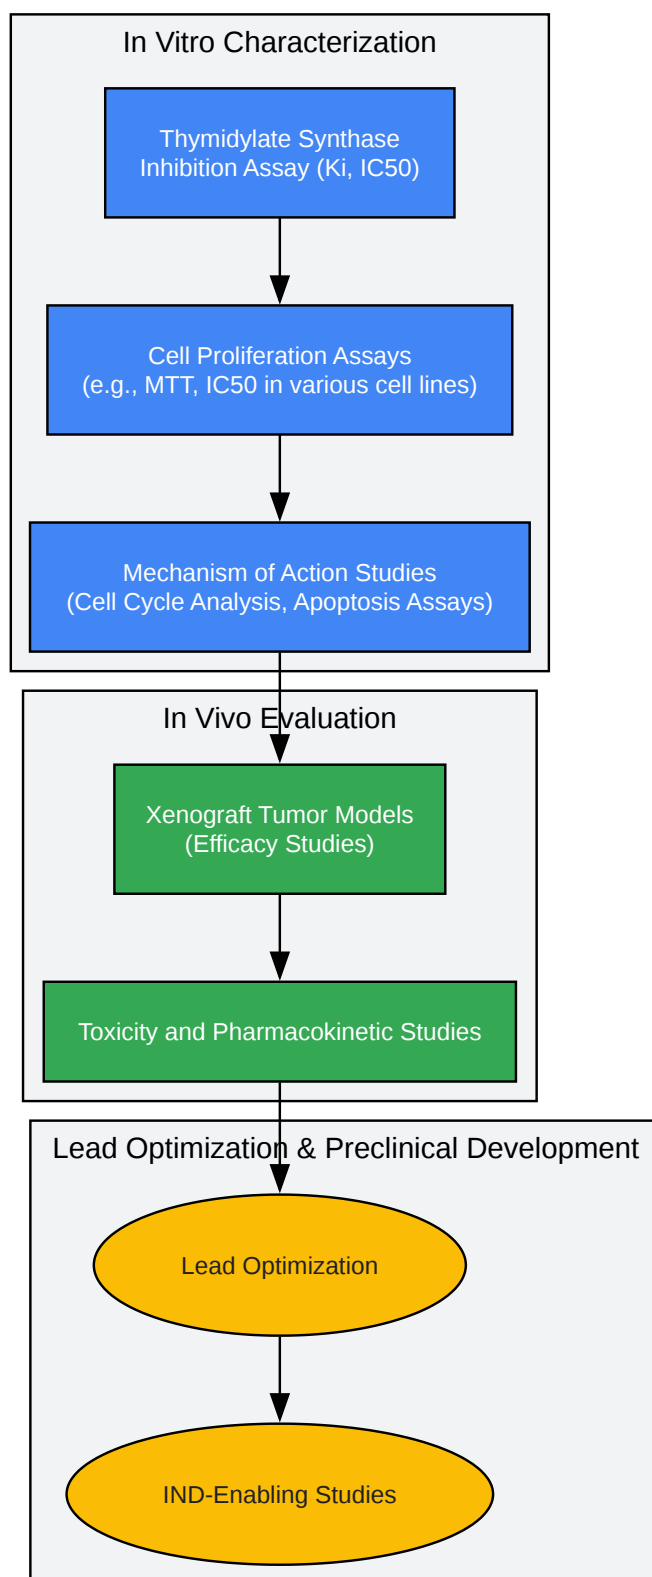 In Vitro Characterization
Thymidylate Synthase
Inhibition Assay (Ki, IC50)
Cell Proliferation Assays
(e.g., MTT, IC50 in various cell lines)
Mechanism of Action Studies
(Cell Cycle Analysis, Apoptosis Assays)
In Vivo Evaluation
Xenograft Tumor Models
(Efficacy Studies)
Toxicity and Pharmacokinetic Studies
Lead Optimization & Preclinical Development
Lead Optimization
IND-Enabling Studies